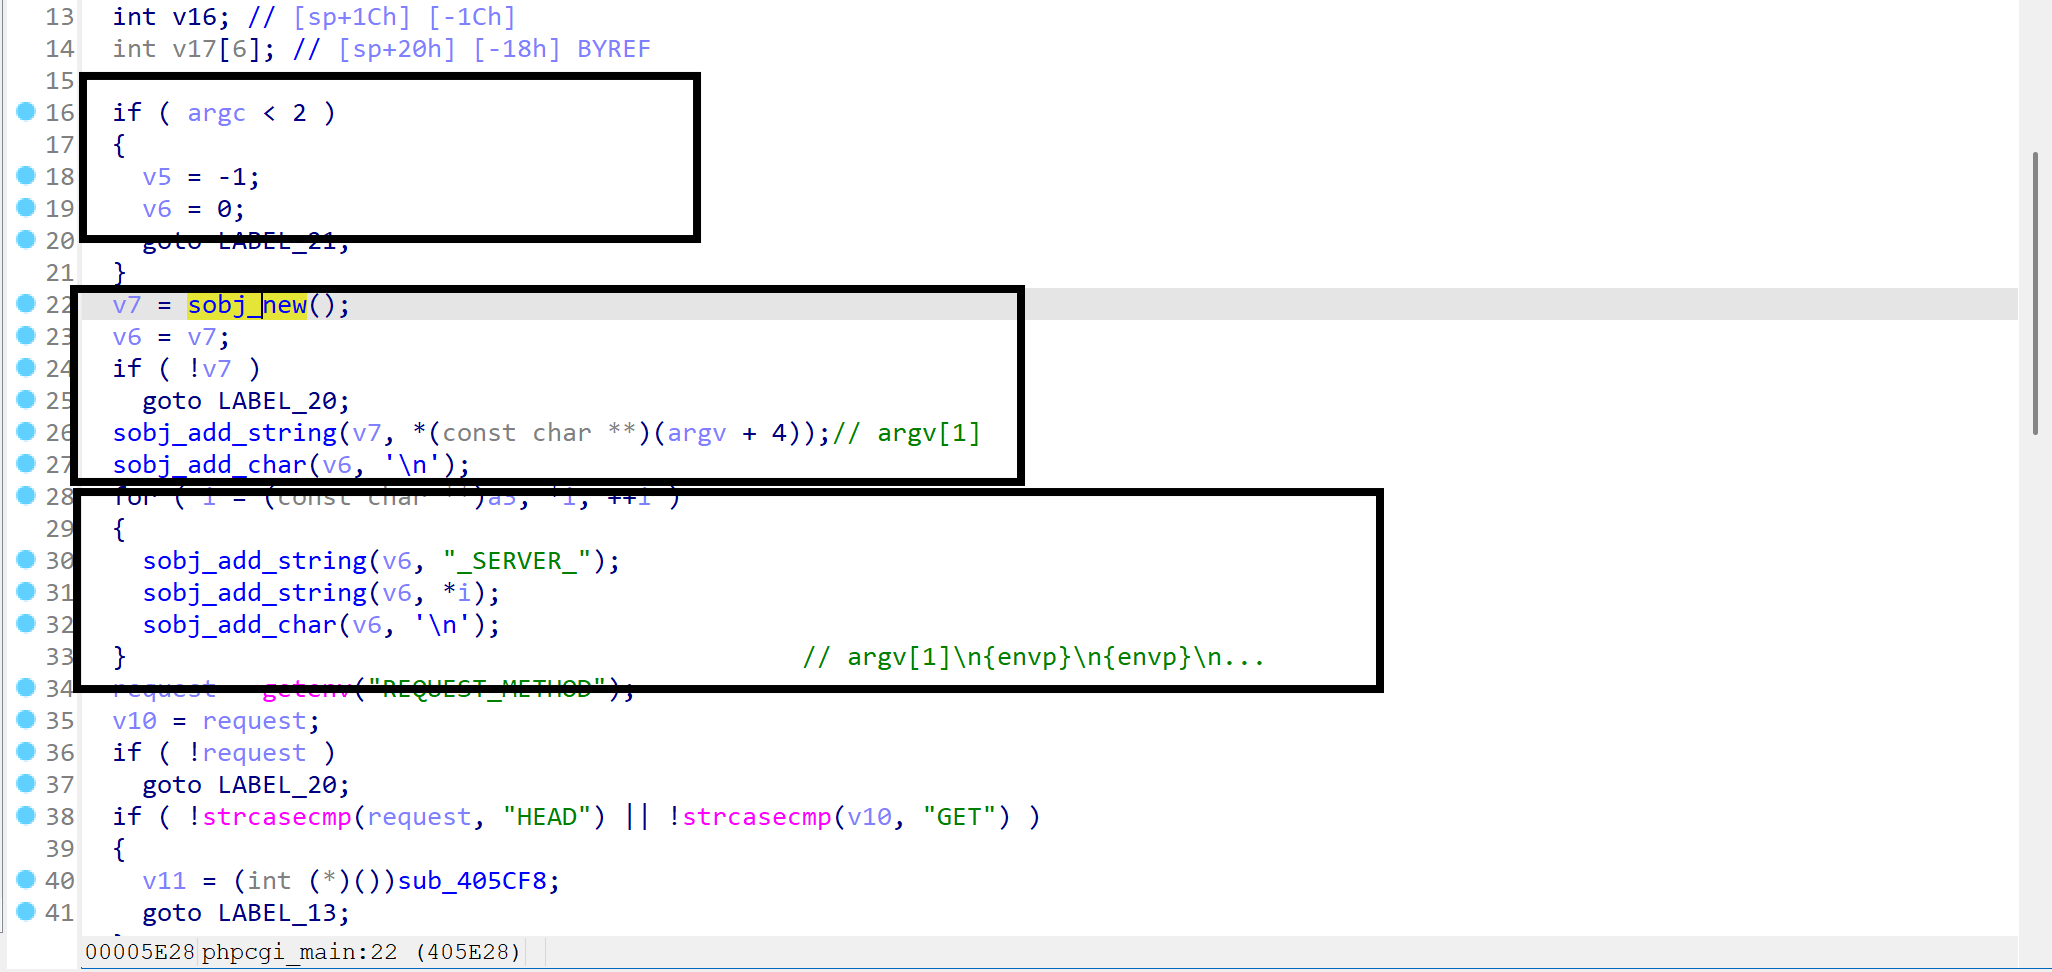 13 int v16; // [sp+1Ch] [-1Ch]
14 int v17[6]; // [sp+20h] [-18h] BYREF
15
16 if ( argc < 2 )
17 {
18 v5 = -1;
19 v6 = 0;
20 goto LABEL_21;
21 }
22 v7 = sobj_new();
23 v6 = v7;
24 if ( !v7 )
25 goto LABEL_20;
26 sobj_add_string(v7, *(const char **)(argv + 4));// argv[1]
27 sobj_add_char(v6, '\n');
28 for ( i = (const char **)a3; *i; ++i )
29 {
30 sobj_add_string(v6, "_SERVER_");
31 sobj_add_string(v6, *i);
32 sobj_add_char(v6, '\n');
33 } // argv[1]\n{envp}\n{envp}\n...
34 request = getenv("REQUEST_METHOD");
35 v10 = request;
36 if ( !request )
37 goto LABEL_20;
38 if ( !strcasecmp(request, "HEAD") || !strcasecmp(v10, "GET") )
39 {
40 v11 = (int (*)())sub_405CF8;
41 goto LABEL_13;
00005E28 phpcgi_main:22 (405E28)